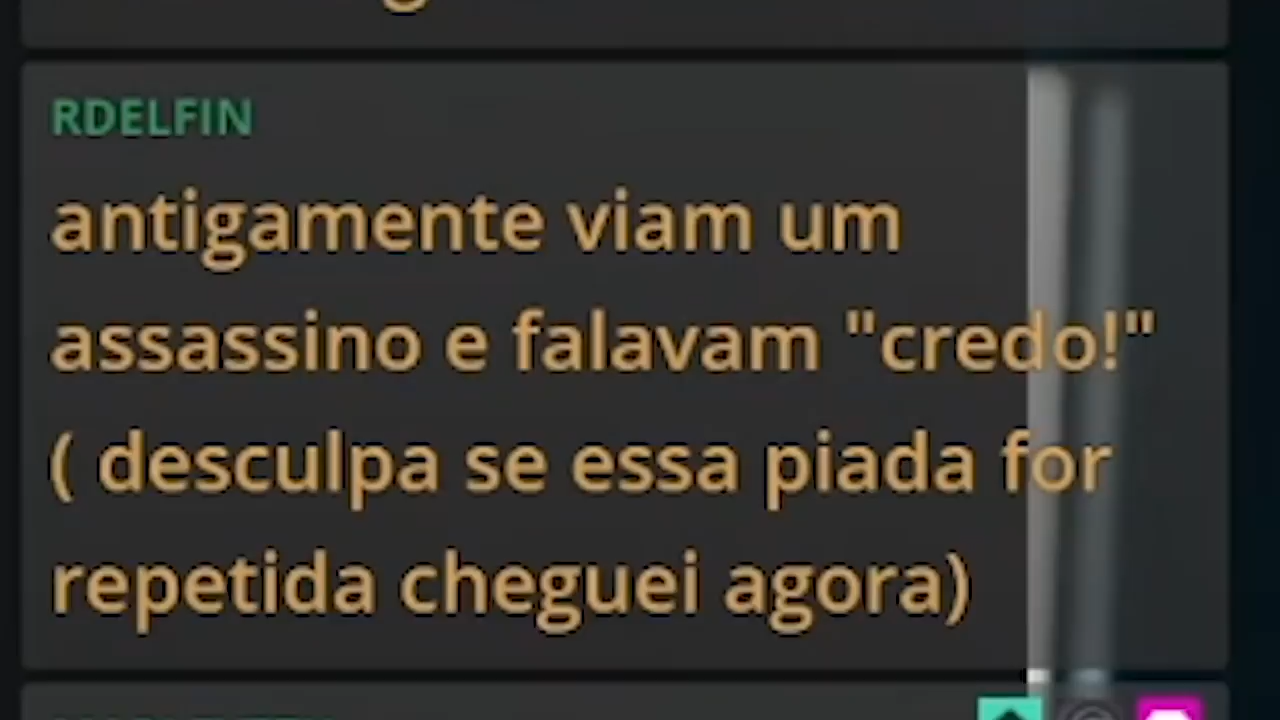 RDELFIN
antigamente viam um
assassino e falavam "credo!"
( desculpa se essa piada for
repetida cheguei agora)